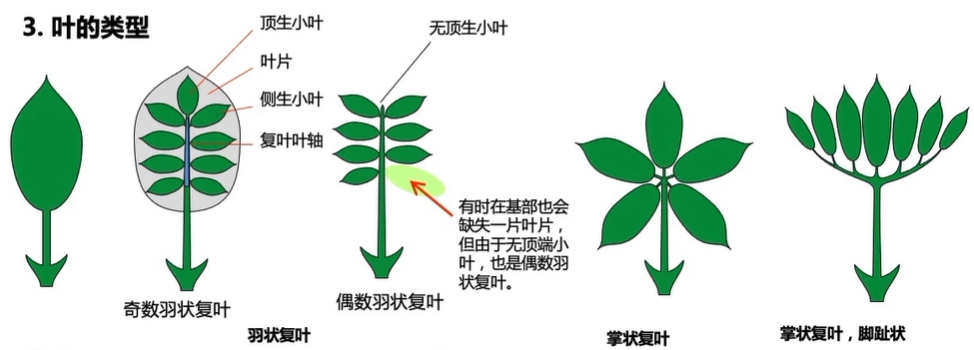 3. 叶的类型
顶生小叶
叶片
侧生小叶
复叶叶轴
无顶生小叶
有时在基部也会
缺失一片叶片，
但由于无顶端小
叶，也是偶数羽
状复叶。
奇数羽状复叶
偶数羽状复叶
羽状复叶
掌状复叶
掌状复叶，脚趾状